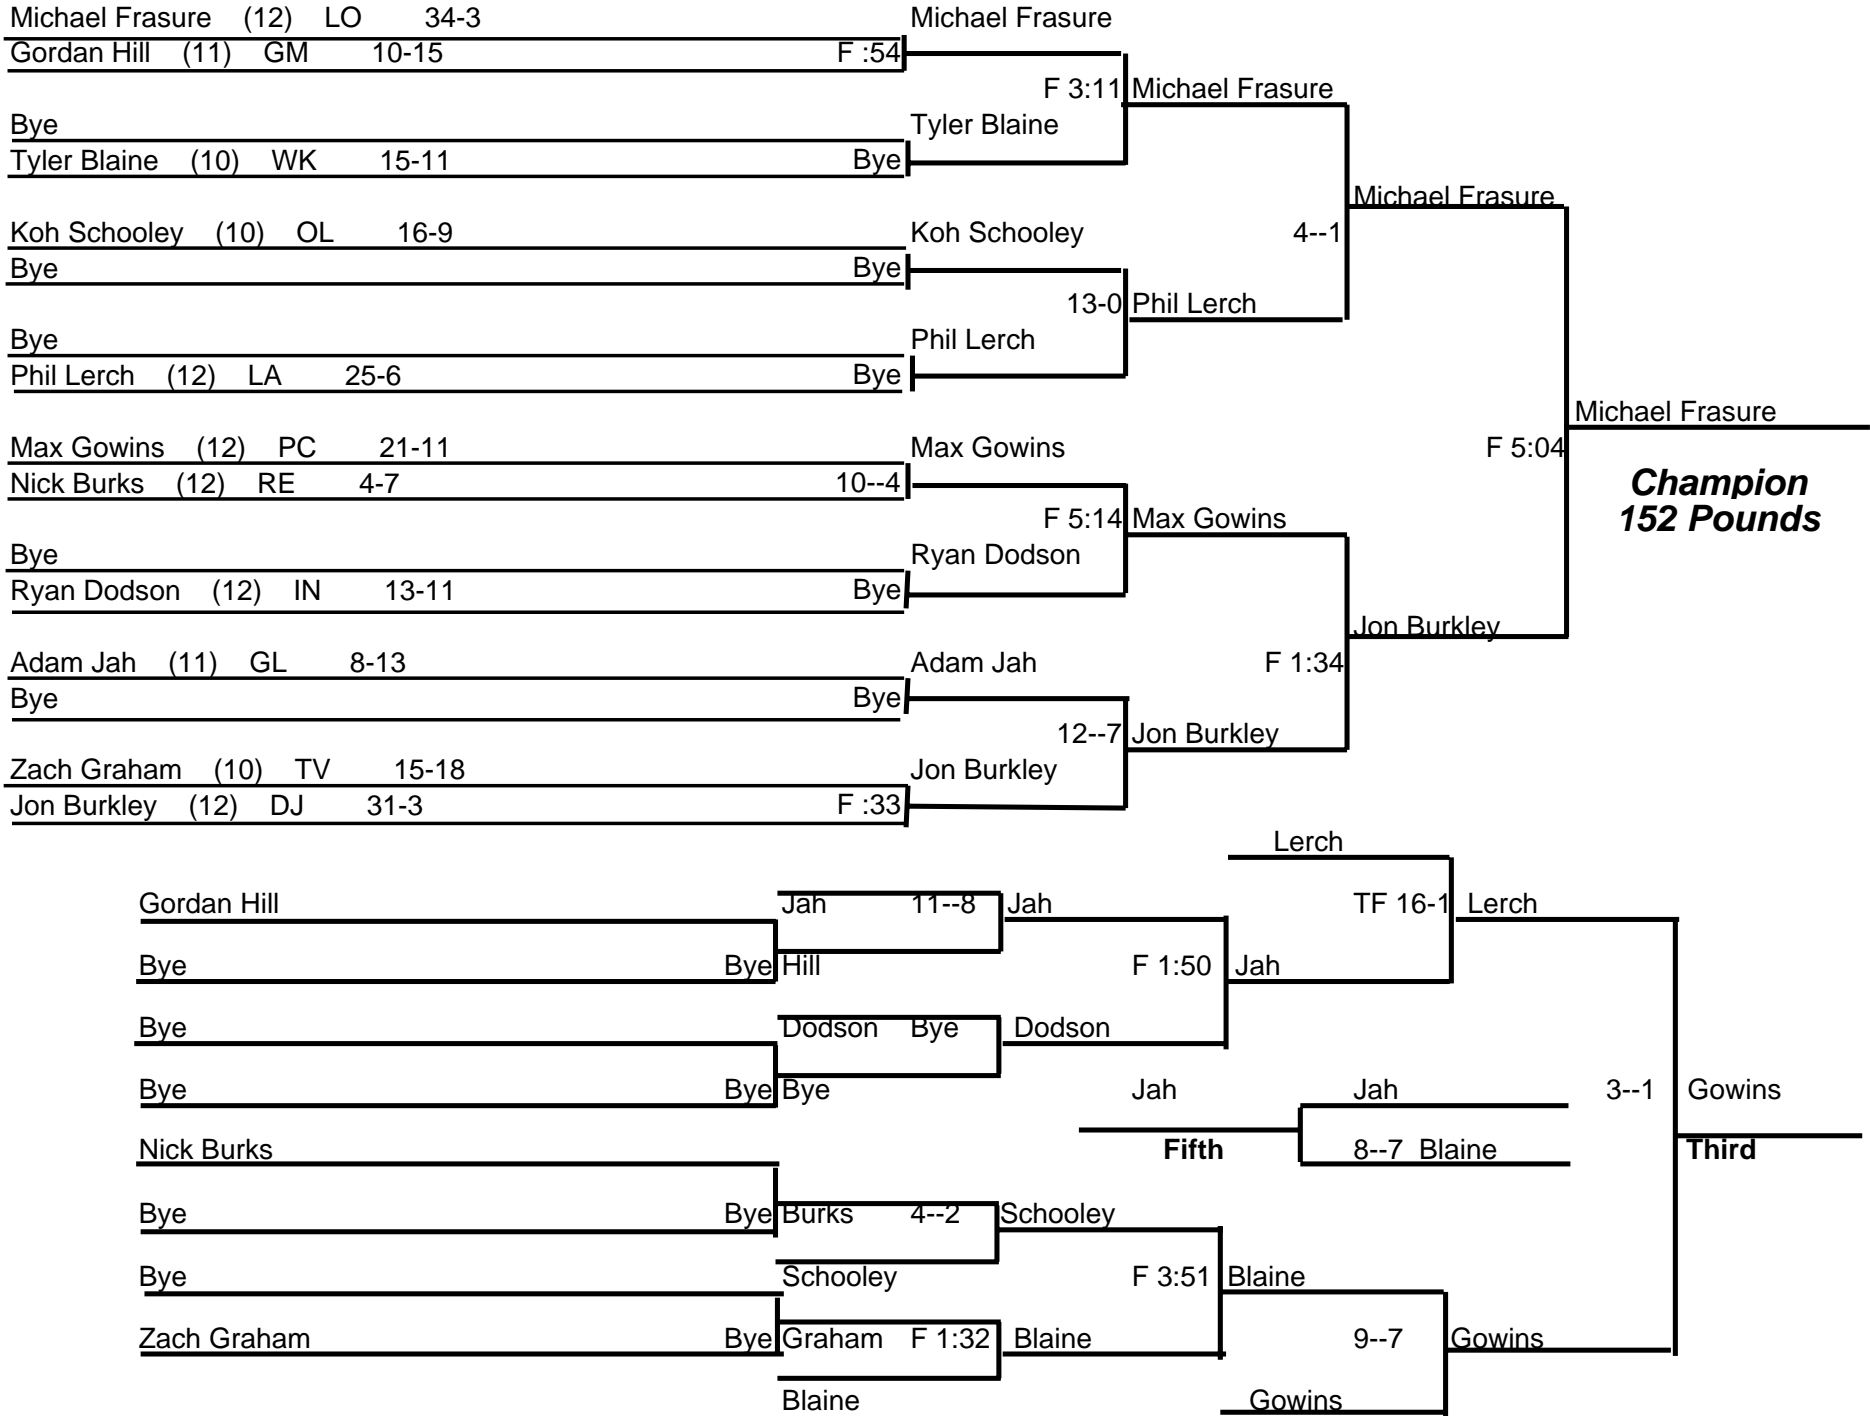 Michael Frasure (12) LO 34-3 Michael Frasure
Gordan Hill (11) GM 10-15 F :54
F 3:11 Michael Frasure
Bye Tyler Blaine
Tyler Blaine (10) WK 15-11 Bye
Michael Frasure
Koh Schooley (10) OL 16-9 Koh Schooley 4--1
Bye Bye
13-0 Phil Lerch
Bye Phil Lerch
Phil Lerch (12) LA 25-6 Bye
Michael Frasure
Max Gowins (12) PC 21-11 Max Gowins F 5:04
Nick Burks (12) RE 4-7 10--4 Champion
F 5:14 Max Gowins 152 Pounds
Bye Ryan Dodson
Ryan Dodson (12) IN 13-11 Bye
Jon Burkley
Adam Jah (11) GL 8-13 Adam Jah F 1:34
Bye Bye
12--7 Jon Burkley
Zach Graham (10) TV 15-18 Jon Burkley
Jon Burkley (12) DJ 31-3 F :33
Lerch
Gordan Hill Jah 11--8 Jah TF 16-1 Lerch
Bye Bye Hill F 1:50 Jah
Bye Dodson Bye Dodson
Bye Bye Bye Jah Jah 3--1 Gowins
Nick Burks Fifth 8--7 Blaine Third
Bye Bye Burks 4--2 Schooley
Bye Schooley F 3:51 Blaine
Zach Graham Bye Graham F 1:32 Blaine 9--7 Gowins
Blaine Gowins